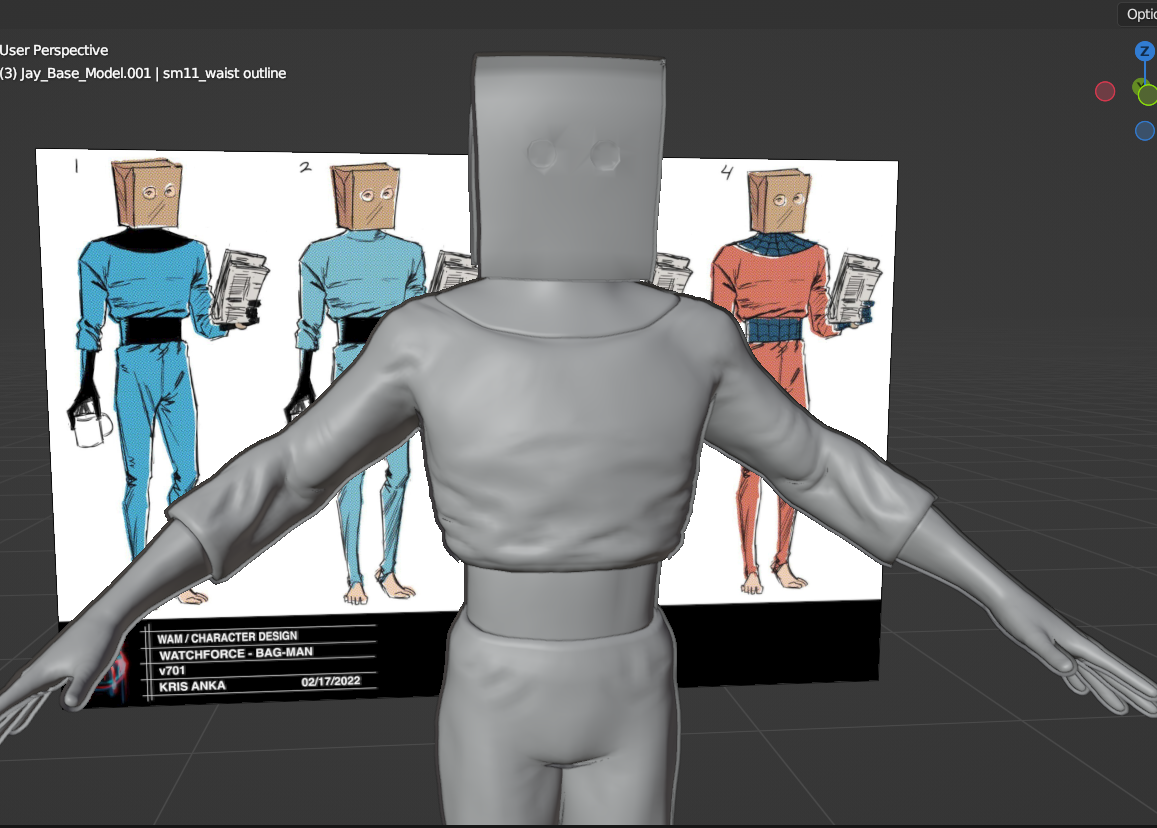 Optic
User Perspective
(3) Jay_Base_Model.001 | sm11_waist outline
Z
1
2
4
WAM / CHARACTER DESIGN
WATCHFORCE - BAG-MAN
v701
KRIS ANKA 02/17/2022